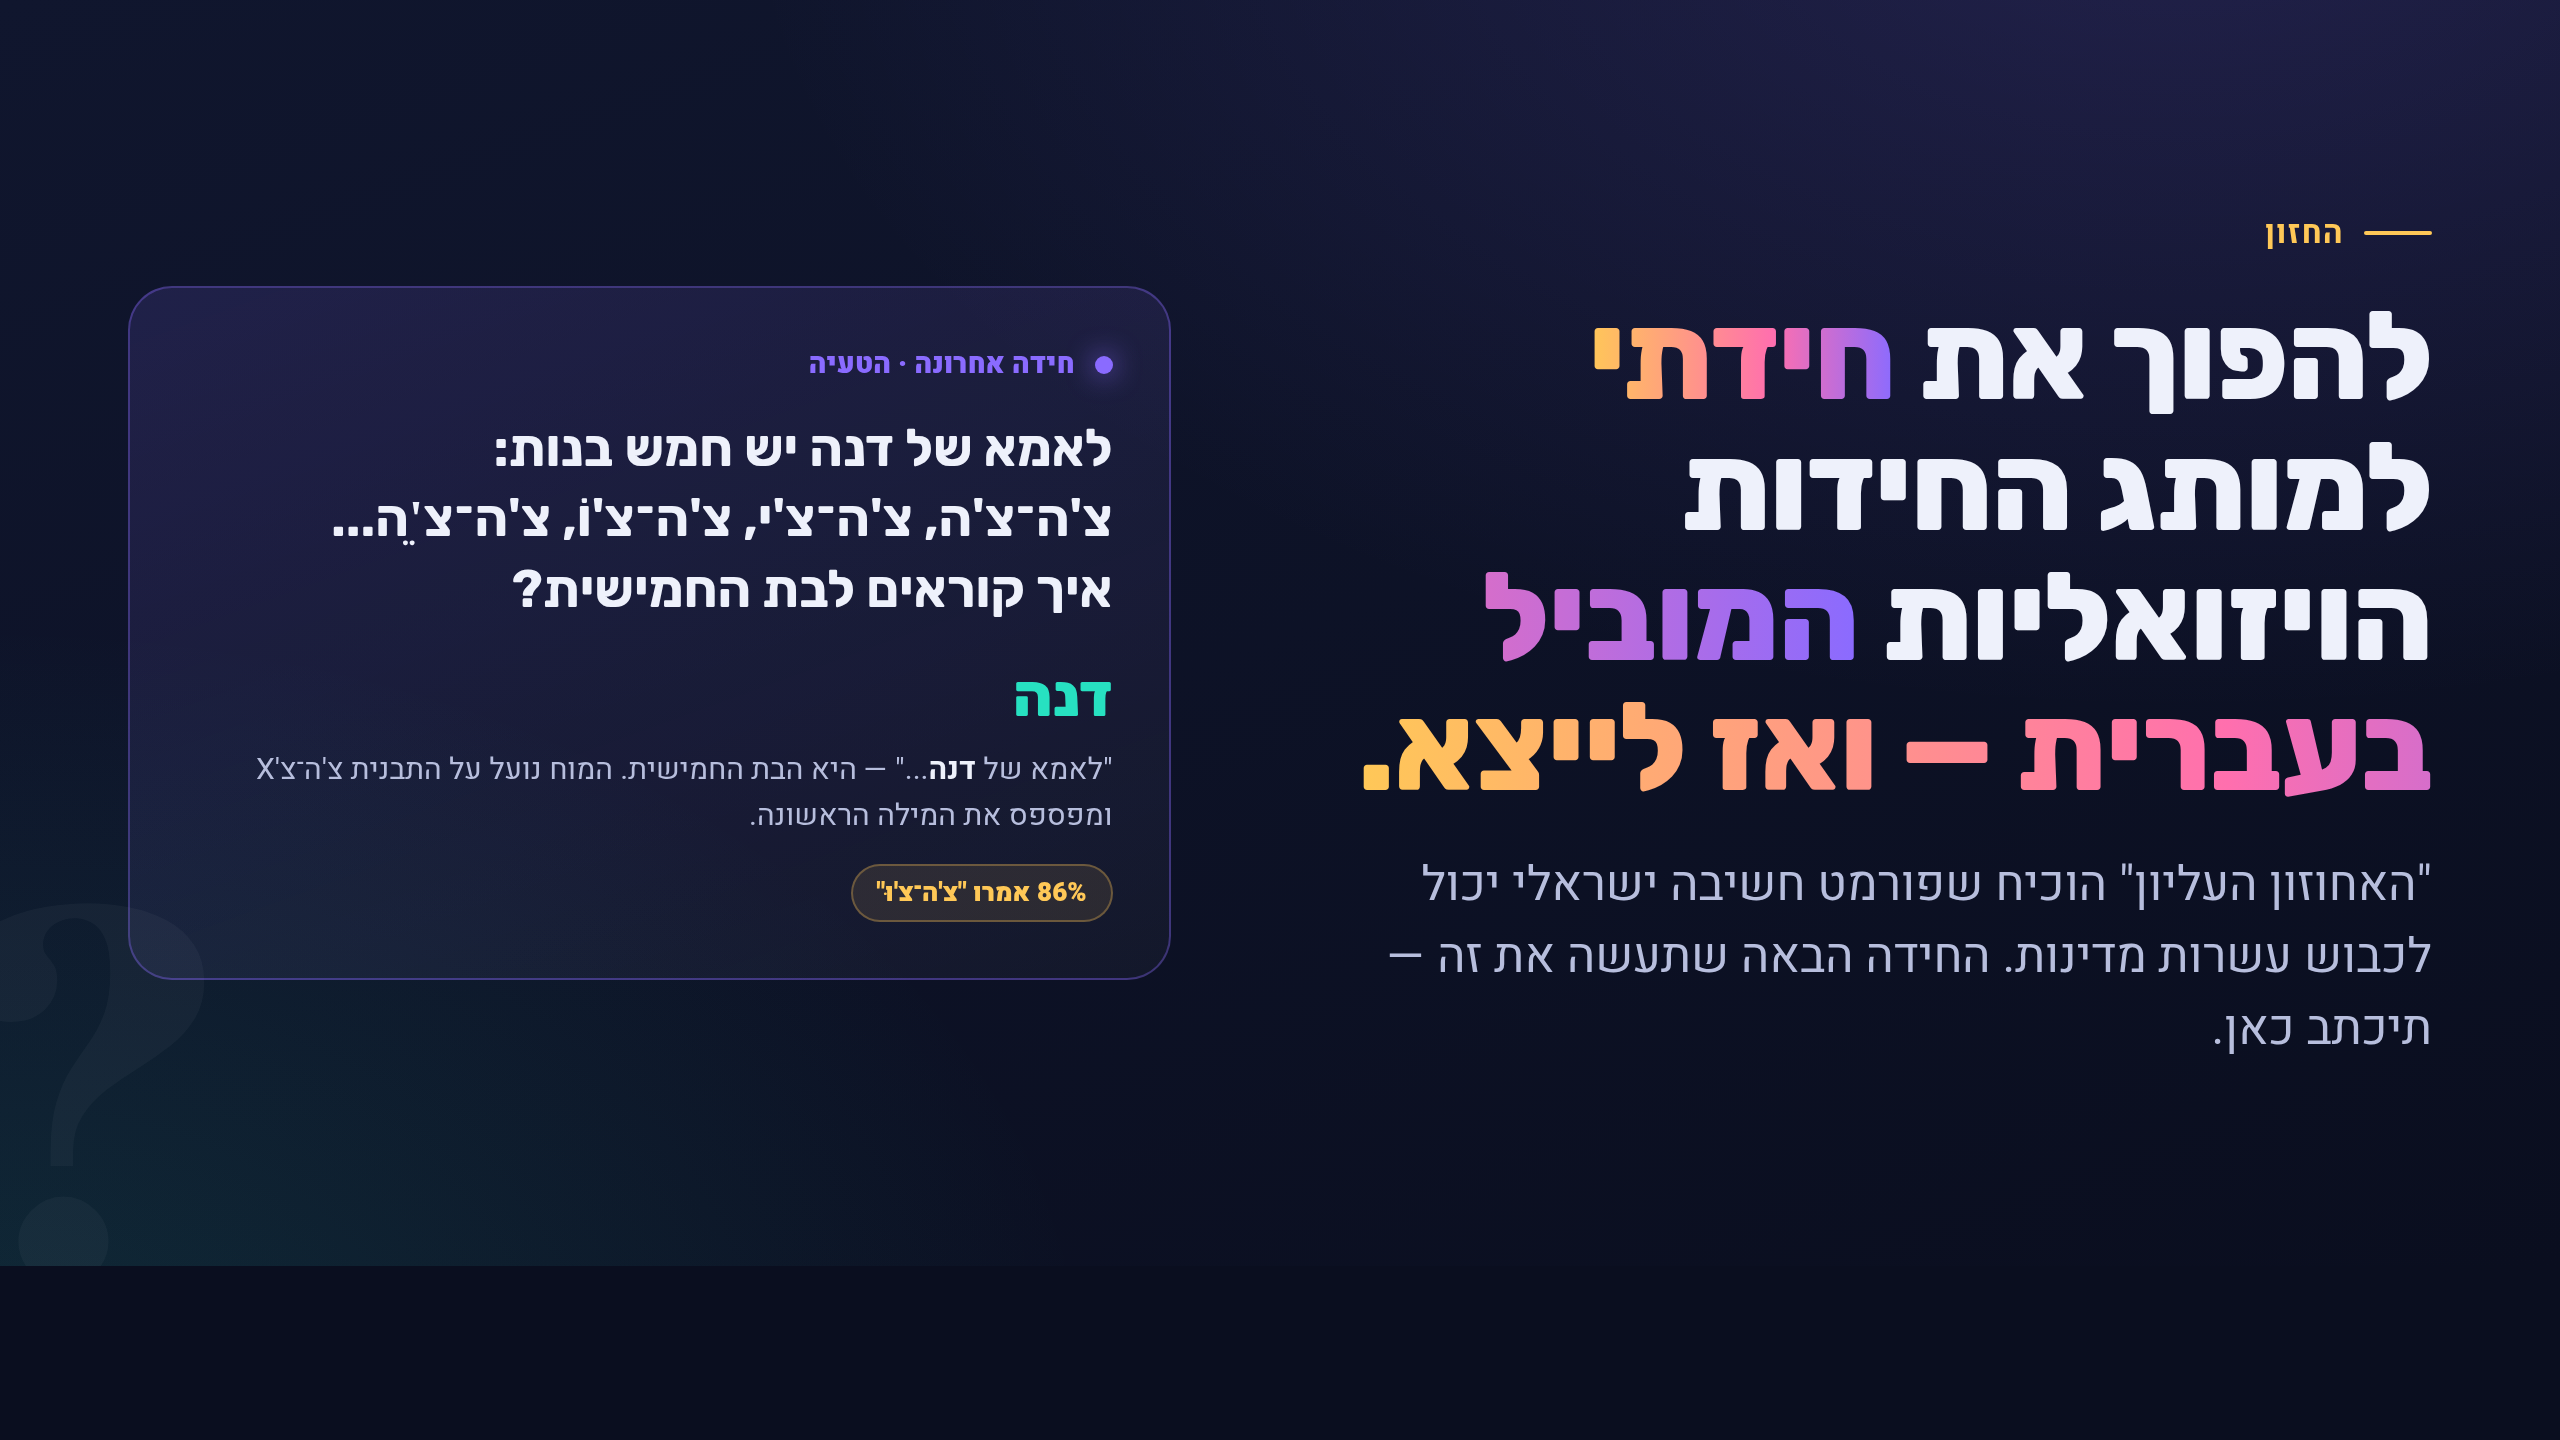 החזון
להפוך את חידתי
למותג החידות
הויזואליות המוביל
בעברית – ואז לייצא.
"האחוזון העליון" הוכיח שפורמט חשיבה ישראלי יכול
לכבוש עשרות מדינות. החידה הבאה שתעשה את זה –
תיכתב כאן.
חידה אחרונה · הטעיה
לאמא של דנה יש חמש בנות:
צ'ה־צ'ה, צ'ה־צ'י, צ'ה־צ'וֹ, צ'ה־צ'ֵה...
איך קוראים לבת החמישית?
דנה
"לאמא של דנה..." – היא הבת החמישית. המוח נועל על התבנית צ'ה־צ'X
ומפספס את המילה הראשונה.
86% אמרו "צ'ה־צ'וּ"
?